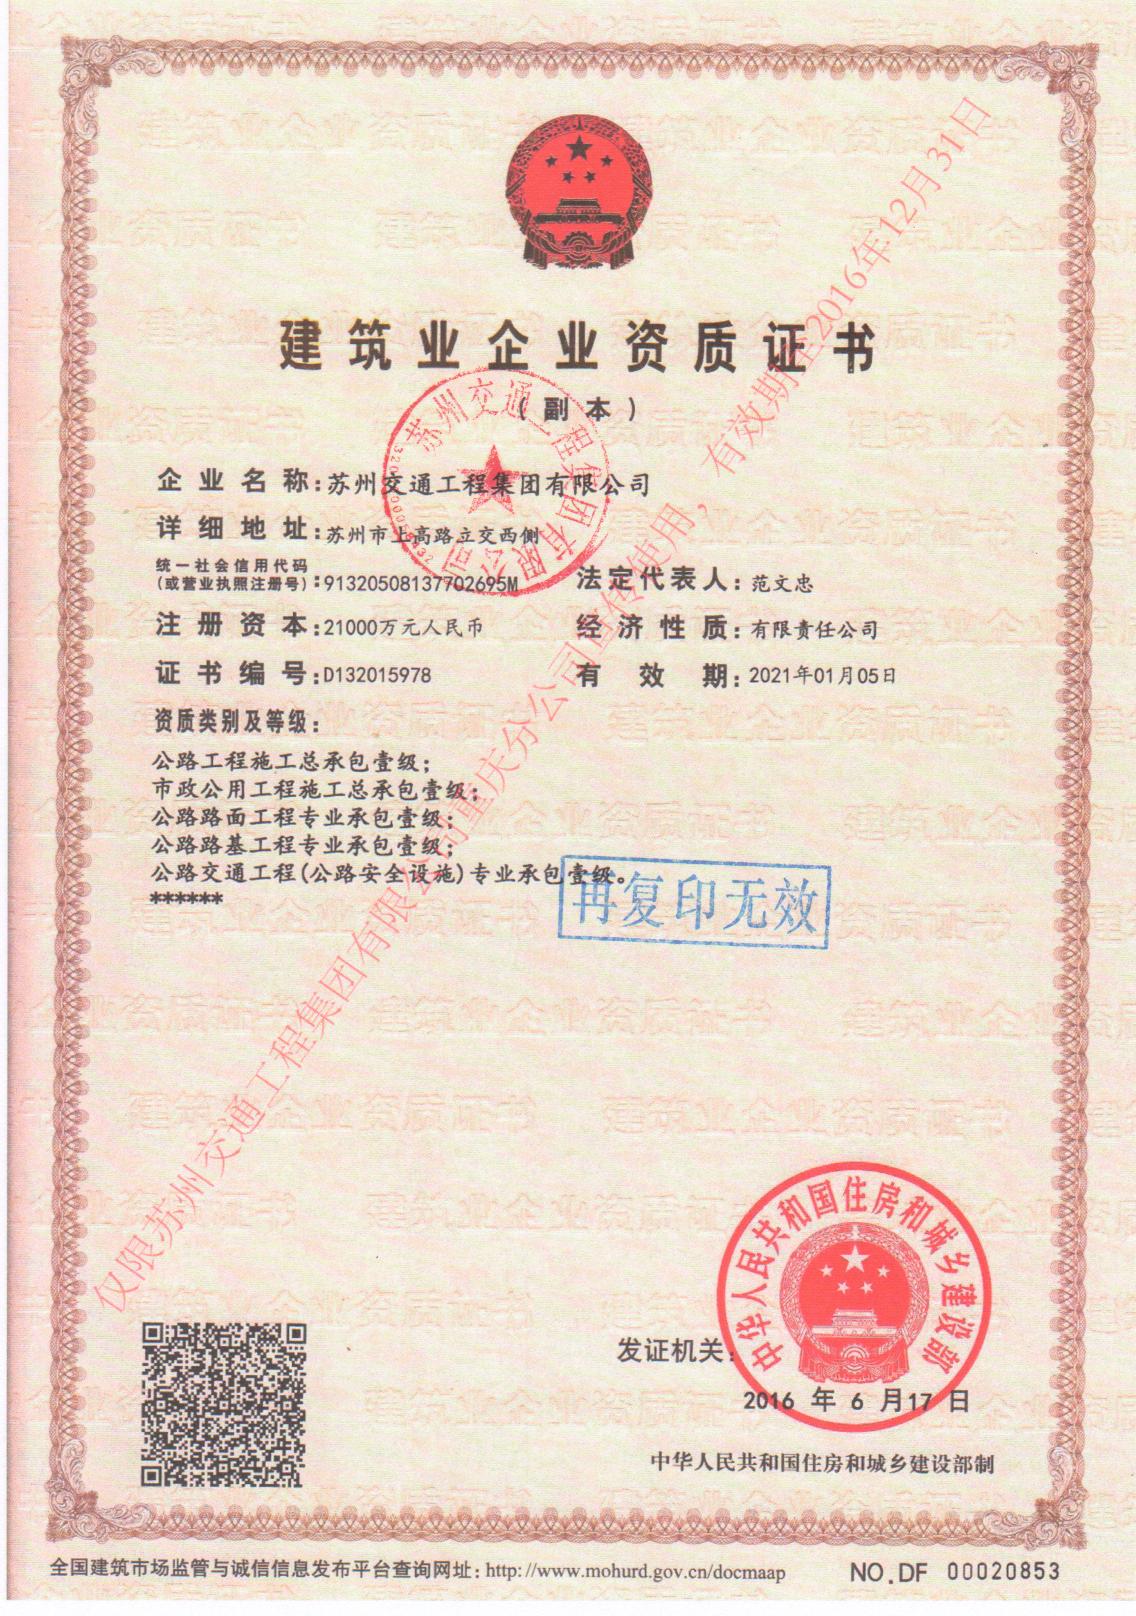 建筑业企业资质证书
(副本)
企业名称:苏州交通工程集团有限公司
详细地址:苏州市上高路立交西侧
统一社会信用代码
(或营业执照注册号):91320508137702695M
法定代表人:范文忠
注册资本:21000万元人民币
经济性质:有限责任公司
证书编号:D132015978
有效期:2021年01月05日
资质类别及等级:
公路工程施工总承包壹级;
市政公用工程施工总承包壹级;
公路路面工程专业承包壹级;
公路路基工程专业承包壹级;
公路交通工程(公路安全设施)专业承包壹级。
******
再复印无效
苏州交通工程集团有限公司
仅限苏州交通工程集团有限公司重庆分公司宣传使用,有效期至2016年12月31日
中华人民共和国住房和城乡建设部
发证机关:
2016 年 6 月17 日
中华人民共和国住房和城乡建设部制
全国建筑市场监管与诚信信息发布平台查询网址:http://www.mohurd.gov.cn/docmaap
NO.DF 00020853